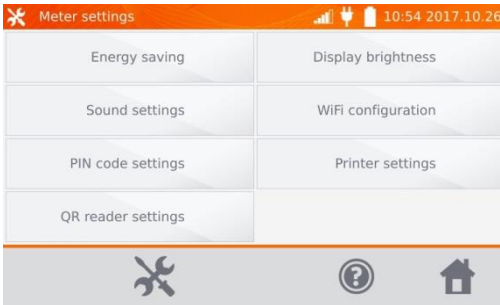 Meter settings 10:54 2017.10.26
Energy saving Display brightness
Sound settings WiFi configuration
PIN code settings Printer settings
QR reader settings
?